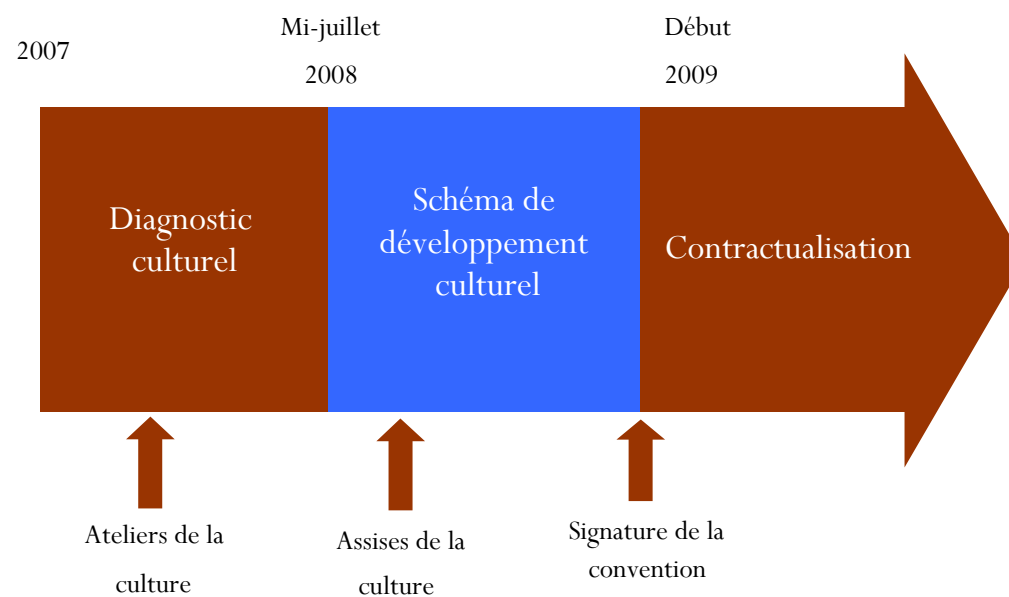 2007
Mi-juillet
2008
Début
2009
Diagnostic
culturel
Schéma de
développement
culturel
Contractualisation
Ateliers de la
culture
Assises de la
culture
Signature de la
convention